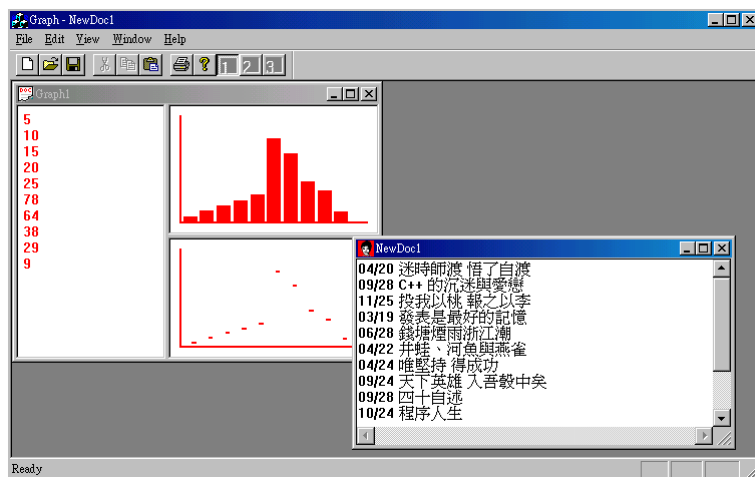 Graph - NewDoc1
File Edit View Window Help
1 2 3
Graph1
5
10
15
20
25
78
64
38
29
9
NewDoc1
04/20 迷時師渡 悟了自渡
09/28 C++ 的沉迷與愛戀
11/25 投我以桃 報之以李
03/19 發表是最好的記憶
06/28 錢塘煙雨浙江潮
04/22 井蛙、河魚與燕雀
04/24 唯堅持 得成功
09/24 天下英雄 入吾彀中矣
09/28 四十自述
10/24 程序人生
Ready